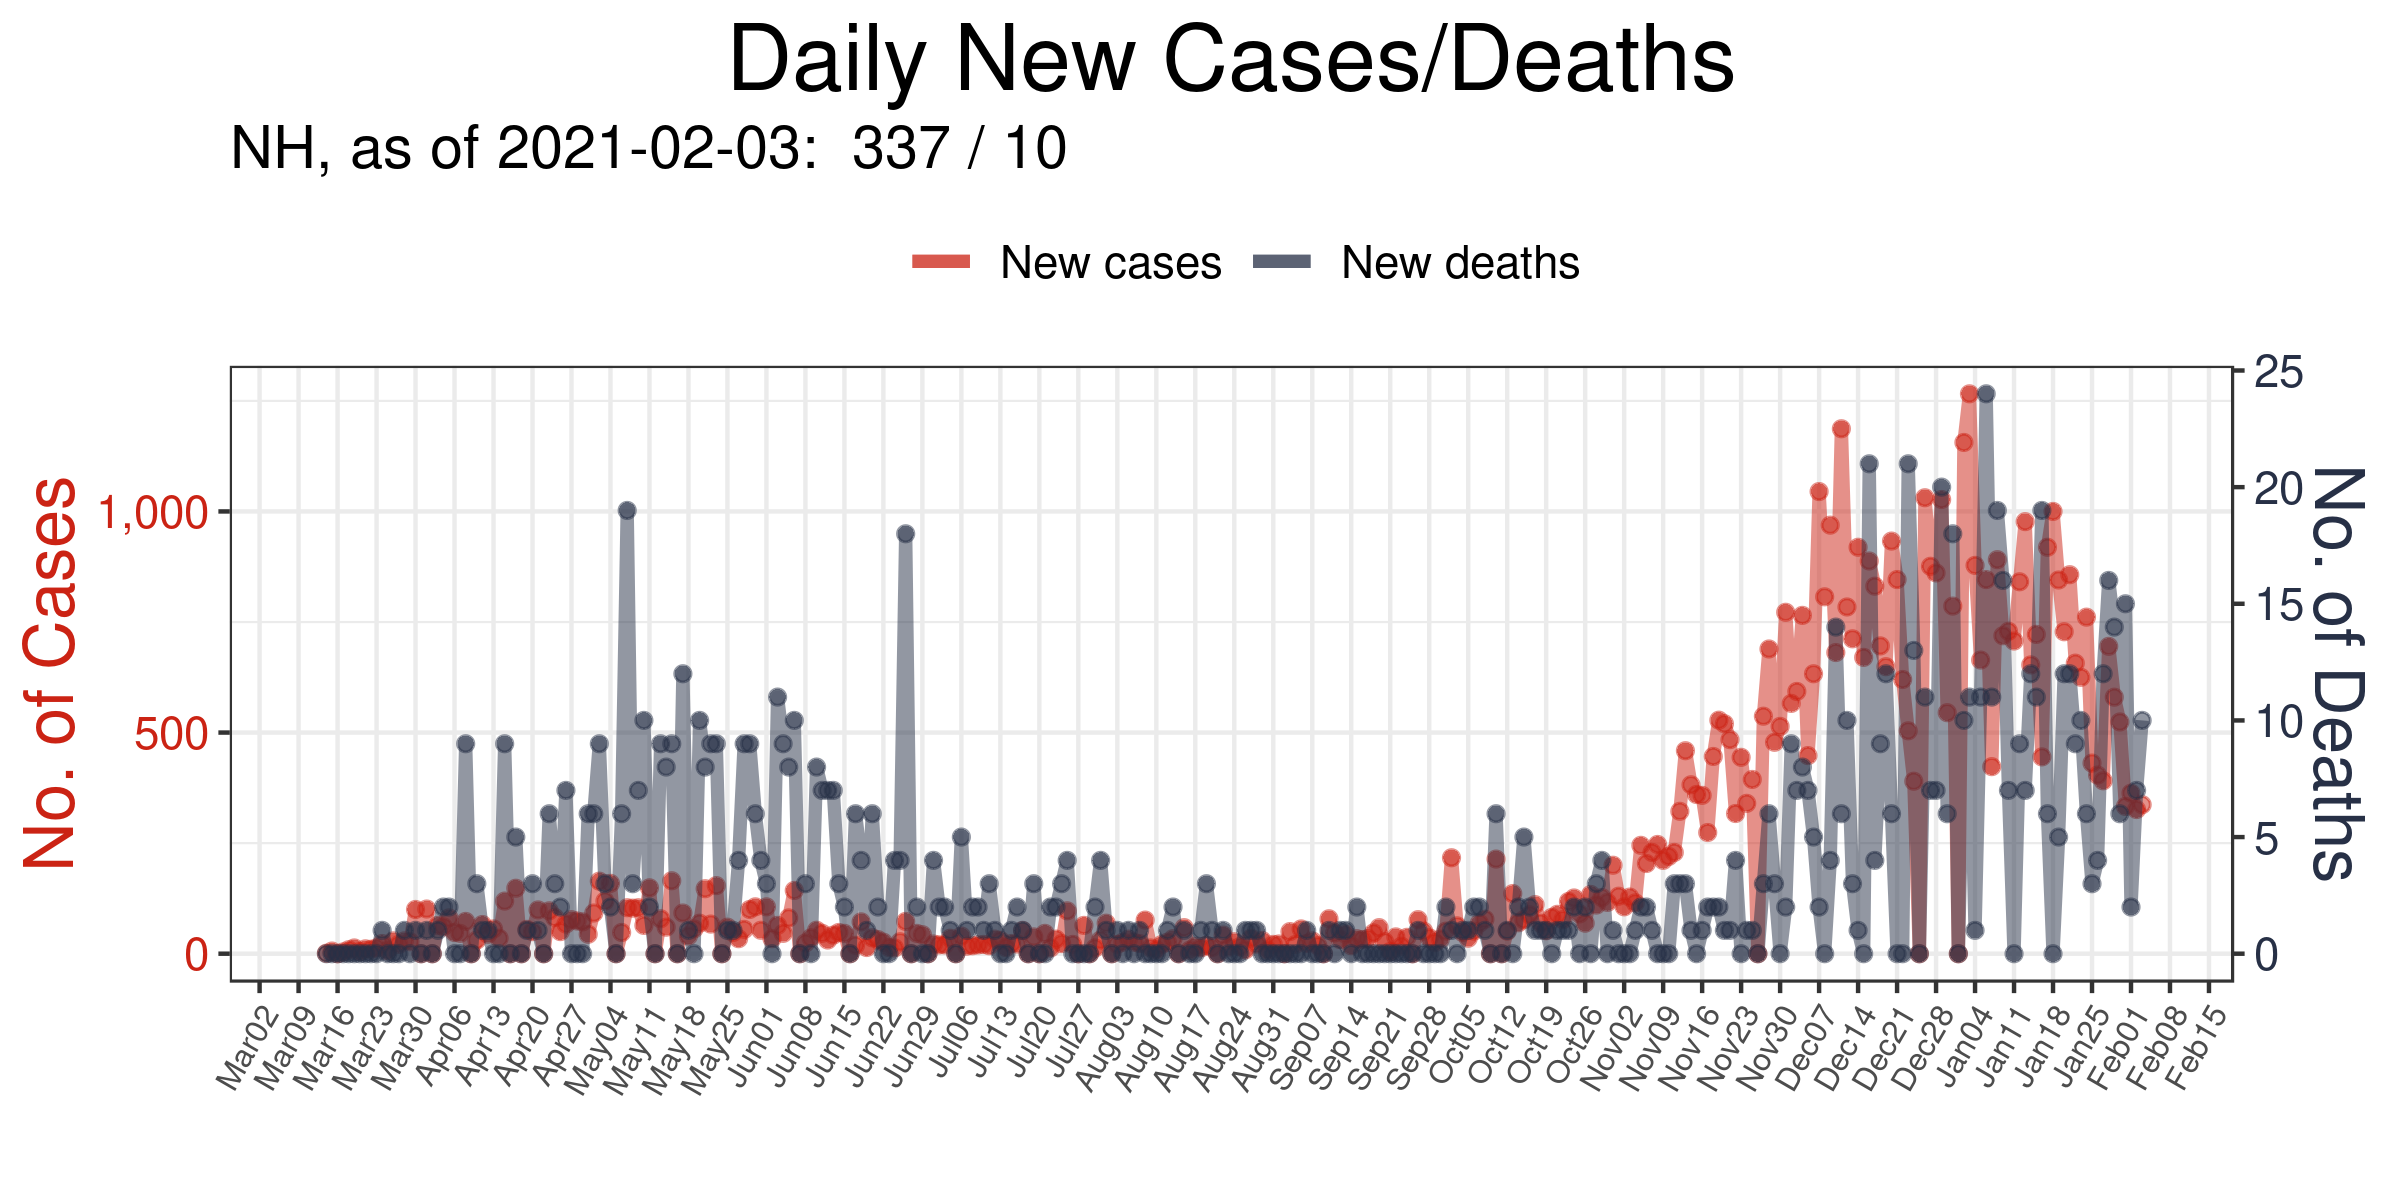 Daily New Cases/Deaths
NH, as of 2021-02-03: 337 / 10
New cases New deaths
No. of Cases
1,000
500
0
25
20
15
10
5
0
No. of Deaths
Mar02 Mar09 Mar16 Mar23 Mar30 Apr06 Apr13 Apr20 Apr27 May04 May11 May18 May25 Jun01 Jun08 Jun15 Jun22 Jun29 Jul06 Jul13 Jul20 Jul27 Aug03 Aug10 Aug17 Aug24 Aug31 Sep07 Sep14 Sep21 Sep28 Oct05 Oct12 Oct19 Oct26 Nov02 Nov09 Nov16 Nov23 Nov30 Dec07 Dec14 Dec21 Dec28 Jan04 Jan11 Jan18 Jan25 Feb01 Feb08 Feb15